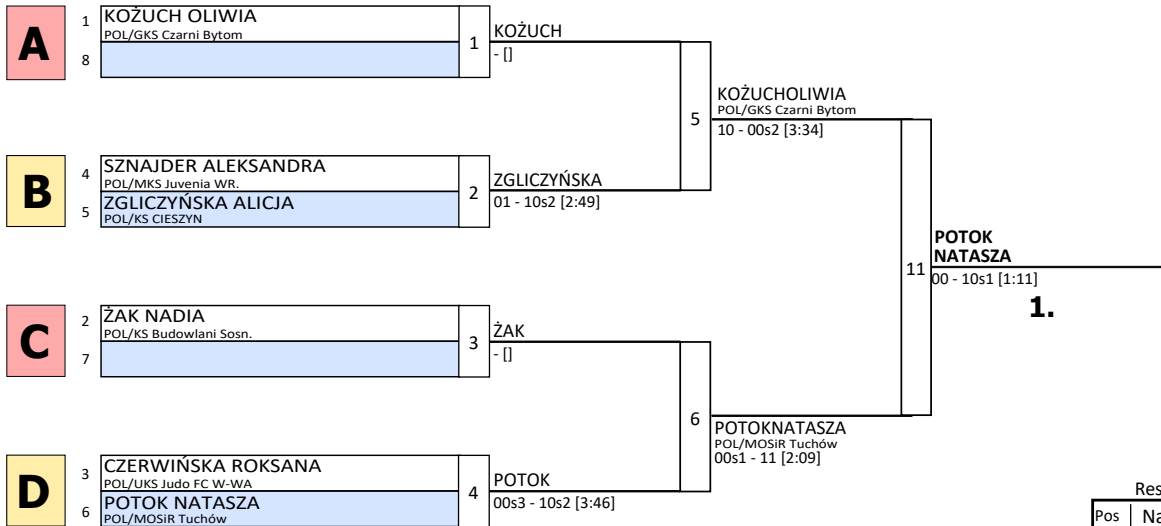 A
1
KOŻUCH OLIWIA
POL/GKS Czarni Bytom
8
1
KOŻUCH
- []
5
KOŻUCHOLIWIA
POL/GKS Czarni Bytom
10 - 00s2 [3:34]
B
4
SZNAJDER ALEKSANDRA
POL/MKS Juvenia WR.
5
ZGLICZYŃSKA ALICJA
POL/KS CIESZYN
2
ZGLICZYŃSKA
01 - 10s2 [2:49]
11
POTOK
NATASZA
00 - 10s1 [1:11]
1.
C
2
ŻAK NADIA
POL/KS Budowlani Sosn.
7
3
ŻAK
- []
6
POTOKNATASZA
POL/MOSiR Tuchów
00s1 - 11 [2:09]
D
3
CZERWIŃSKA ROKSANA
POL/UKS Judo FC W-WA
6
POTOK NATASZA
POL/MOSiR Tuchów
4
POTOK
00s3 - 10s2 [3:46]
Res
Pos Na